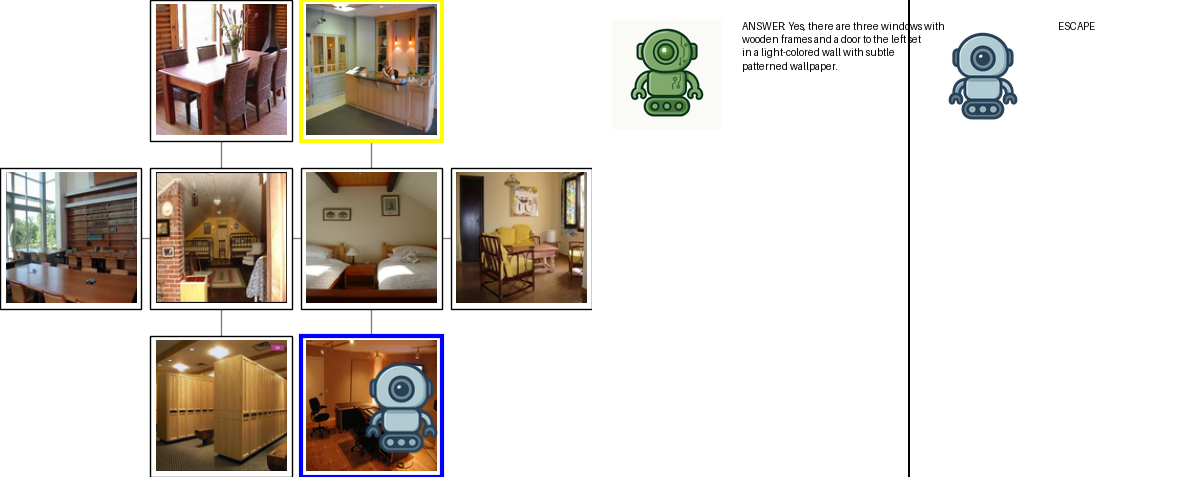 ANSWER: Yes, there are three windows with
wooden frames and a door to the left set
in a light-colored wall with subtle
patterned wallpaper.
ESCAPE